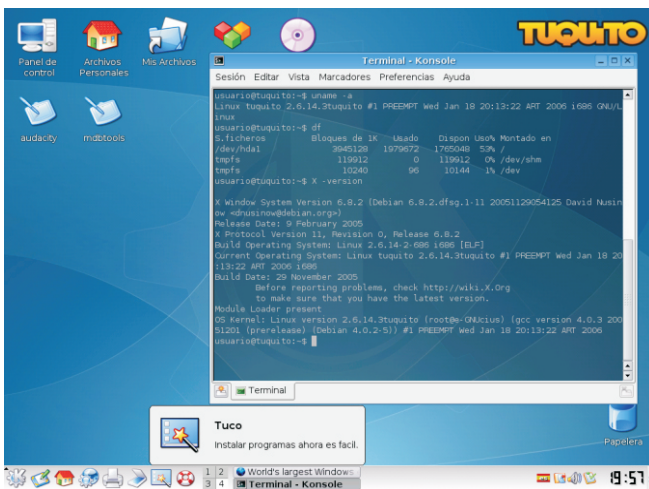 TUQUITO
Panel de
control
Archivos
Personales
Mis Archivos
audacity
mdbtools
Terminal - Konsole
Sesión Editar Vista Marcadores Preferencias Ayuda
usuario@tuquito:~$ uname -a
Linux tuquito 2.6.14.3tuquito #1 PREEMPT Wed Jan 18 20:13:22 ART 2006 i686 GNU/L
inux
usuario@tuquito:~$ df
S.ficheros Bloques de 1K Usado Dispon Uso% Montado en
/dev/hda1 3945128 1979672 1765048 53% /
tmpfs 119912 0 119912 0% /dev/shm
tmpfs 10240 96 10144 1% /dev
usuario@tuquito:~$ X -version
X Window System Version 6.8.2 (Debian 6.8.2.dfsg.1-11 20051129054125 David Nusin
ow <dnusinow@debian.org>)
Release Date: 9 February 2005
X Protocol Version 11, Revision 0, Release 6.8.2
Build Operating System: Linux 2.6.14-2-686 i686 [ELF]
Current Operating System: Linux tuquito 2.6.14.3tuquito #1 PREEMPT Wed Jan 18 20
:13:22 ART 2006 i686
Build Date: 29 November 2005
Before reporting problems, check http://wiki.X.Org
to make sure that you have the latest version.
Module Loader present
OS Kernel: Linux version 2.6.14.3tuquito (root@e-GNUcius) (gcc version 4.0.3 200
51201 (prerelease) (Debian 4.0.2-5)) #1 PREEMPT Wed Jan 18 20:13:22 ART 2006
usuario@tuquito:~$
Terminal
Tuco
Instalar programas ahora es facil.
Papelera
1 2
3 4
World's largest Windows
Terminal - Konsole
19:57